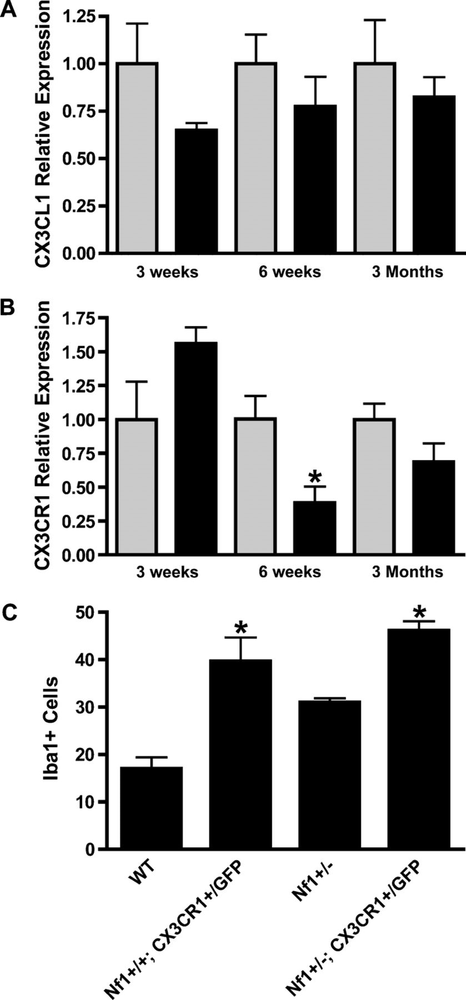 A
CX3CL1 Relative Expression
1.25
1.00
0.75
0.50
0.25
0.00
3 weeks 6 weeks 3 Months
B
CX3CR1 Relative Expression
1.75
1.50
1.25
1.00
0.75
0.50
0.25
0.00
*
3 weeks 6 weeks 3 Months
C
Iba1+ Cells
50
40
30
20
10
0
* *
WT
Nf1+/+; CX3CR1+/GFP
Nf1+/-
Nf1+/-; CX3CR1+/GFP